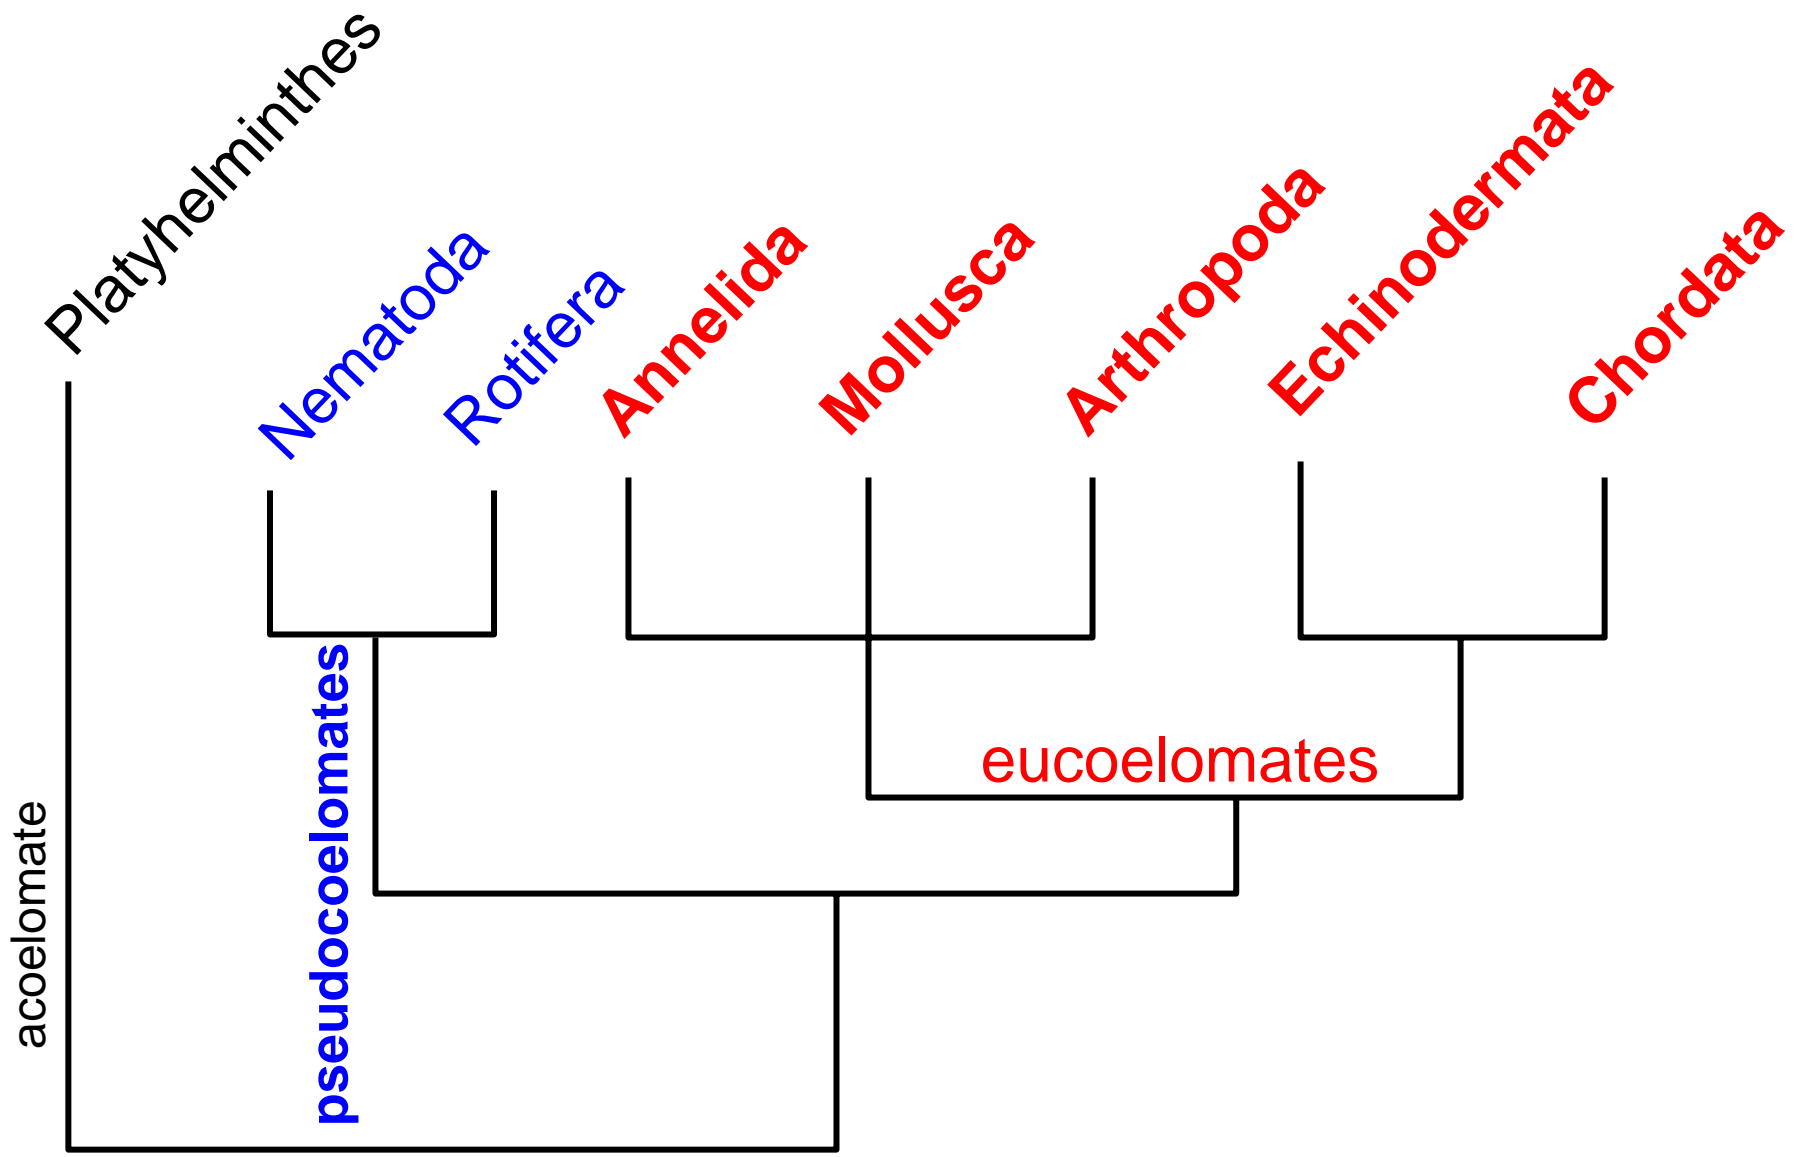 Platyhelminthes
Nematoda
Rotifera
Annelida
Mollusca
Arthropoda
Echinodermata
Chordata
acoelomate
pseudocoelomates
eucoelomates